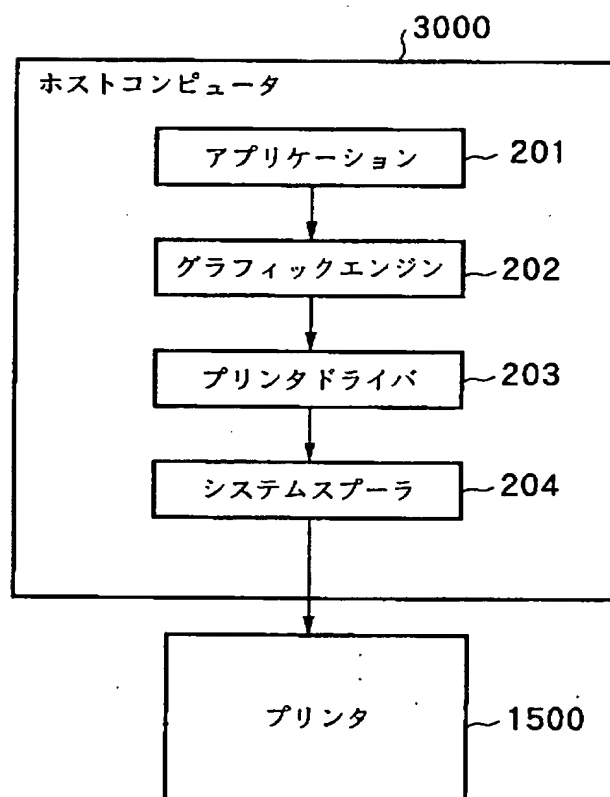 3000
ホストコンピュータ
アプリケーション 201
グラフィックエンジン 202
プリンタドライバ 203
システムスプーラ 204
プリンタ 1500